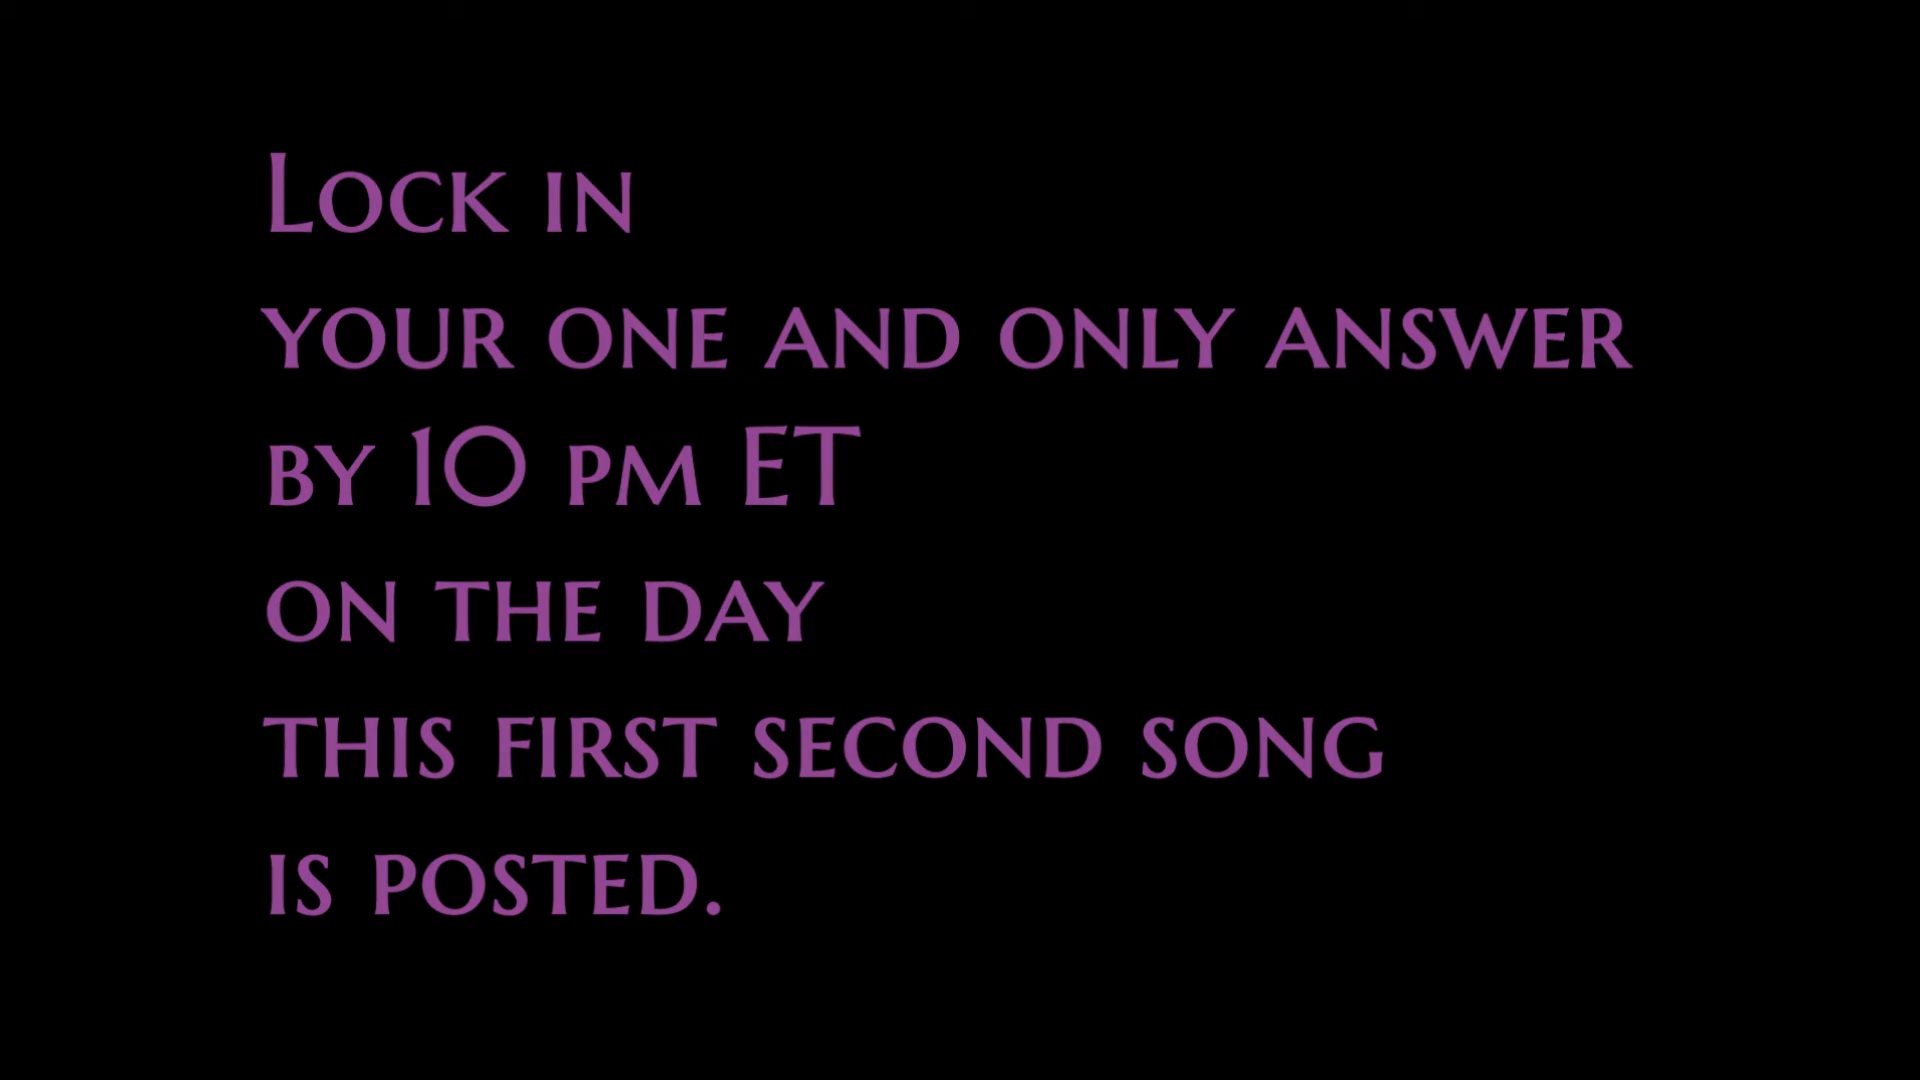 Lock in
your one and only answer
by 10 pm ET
on the day
this first second song
is posted.